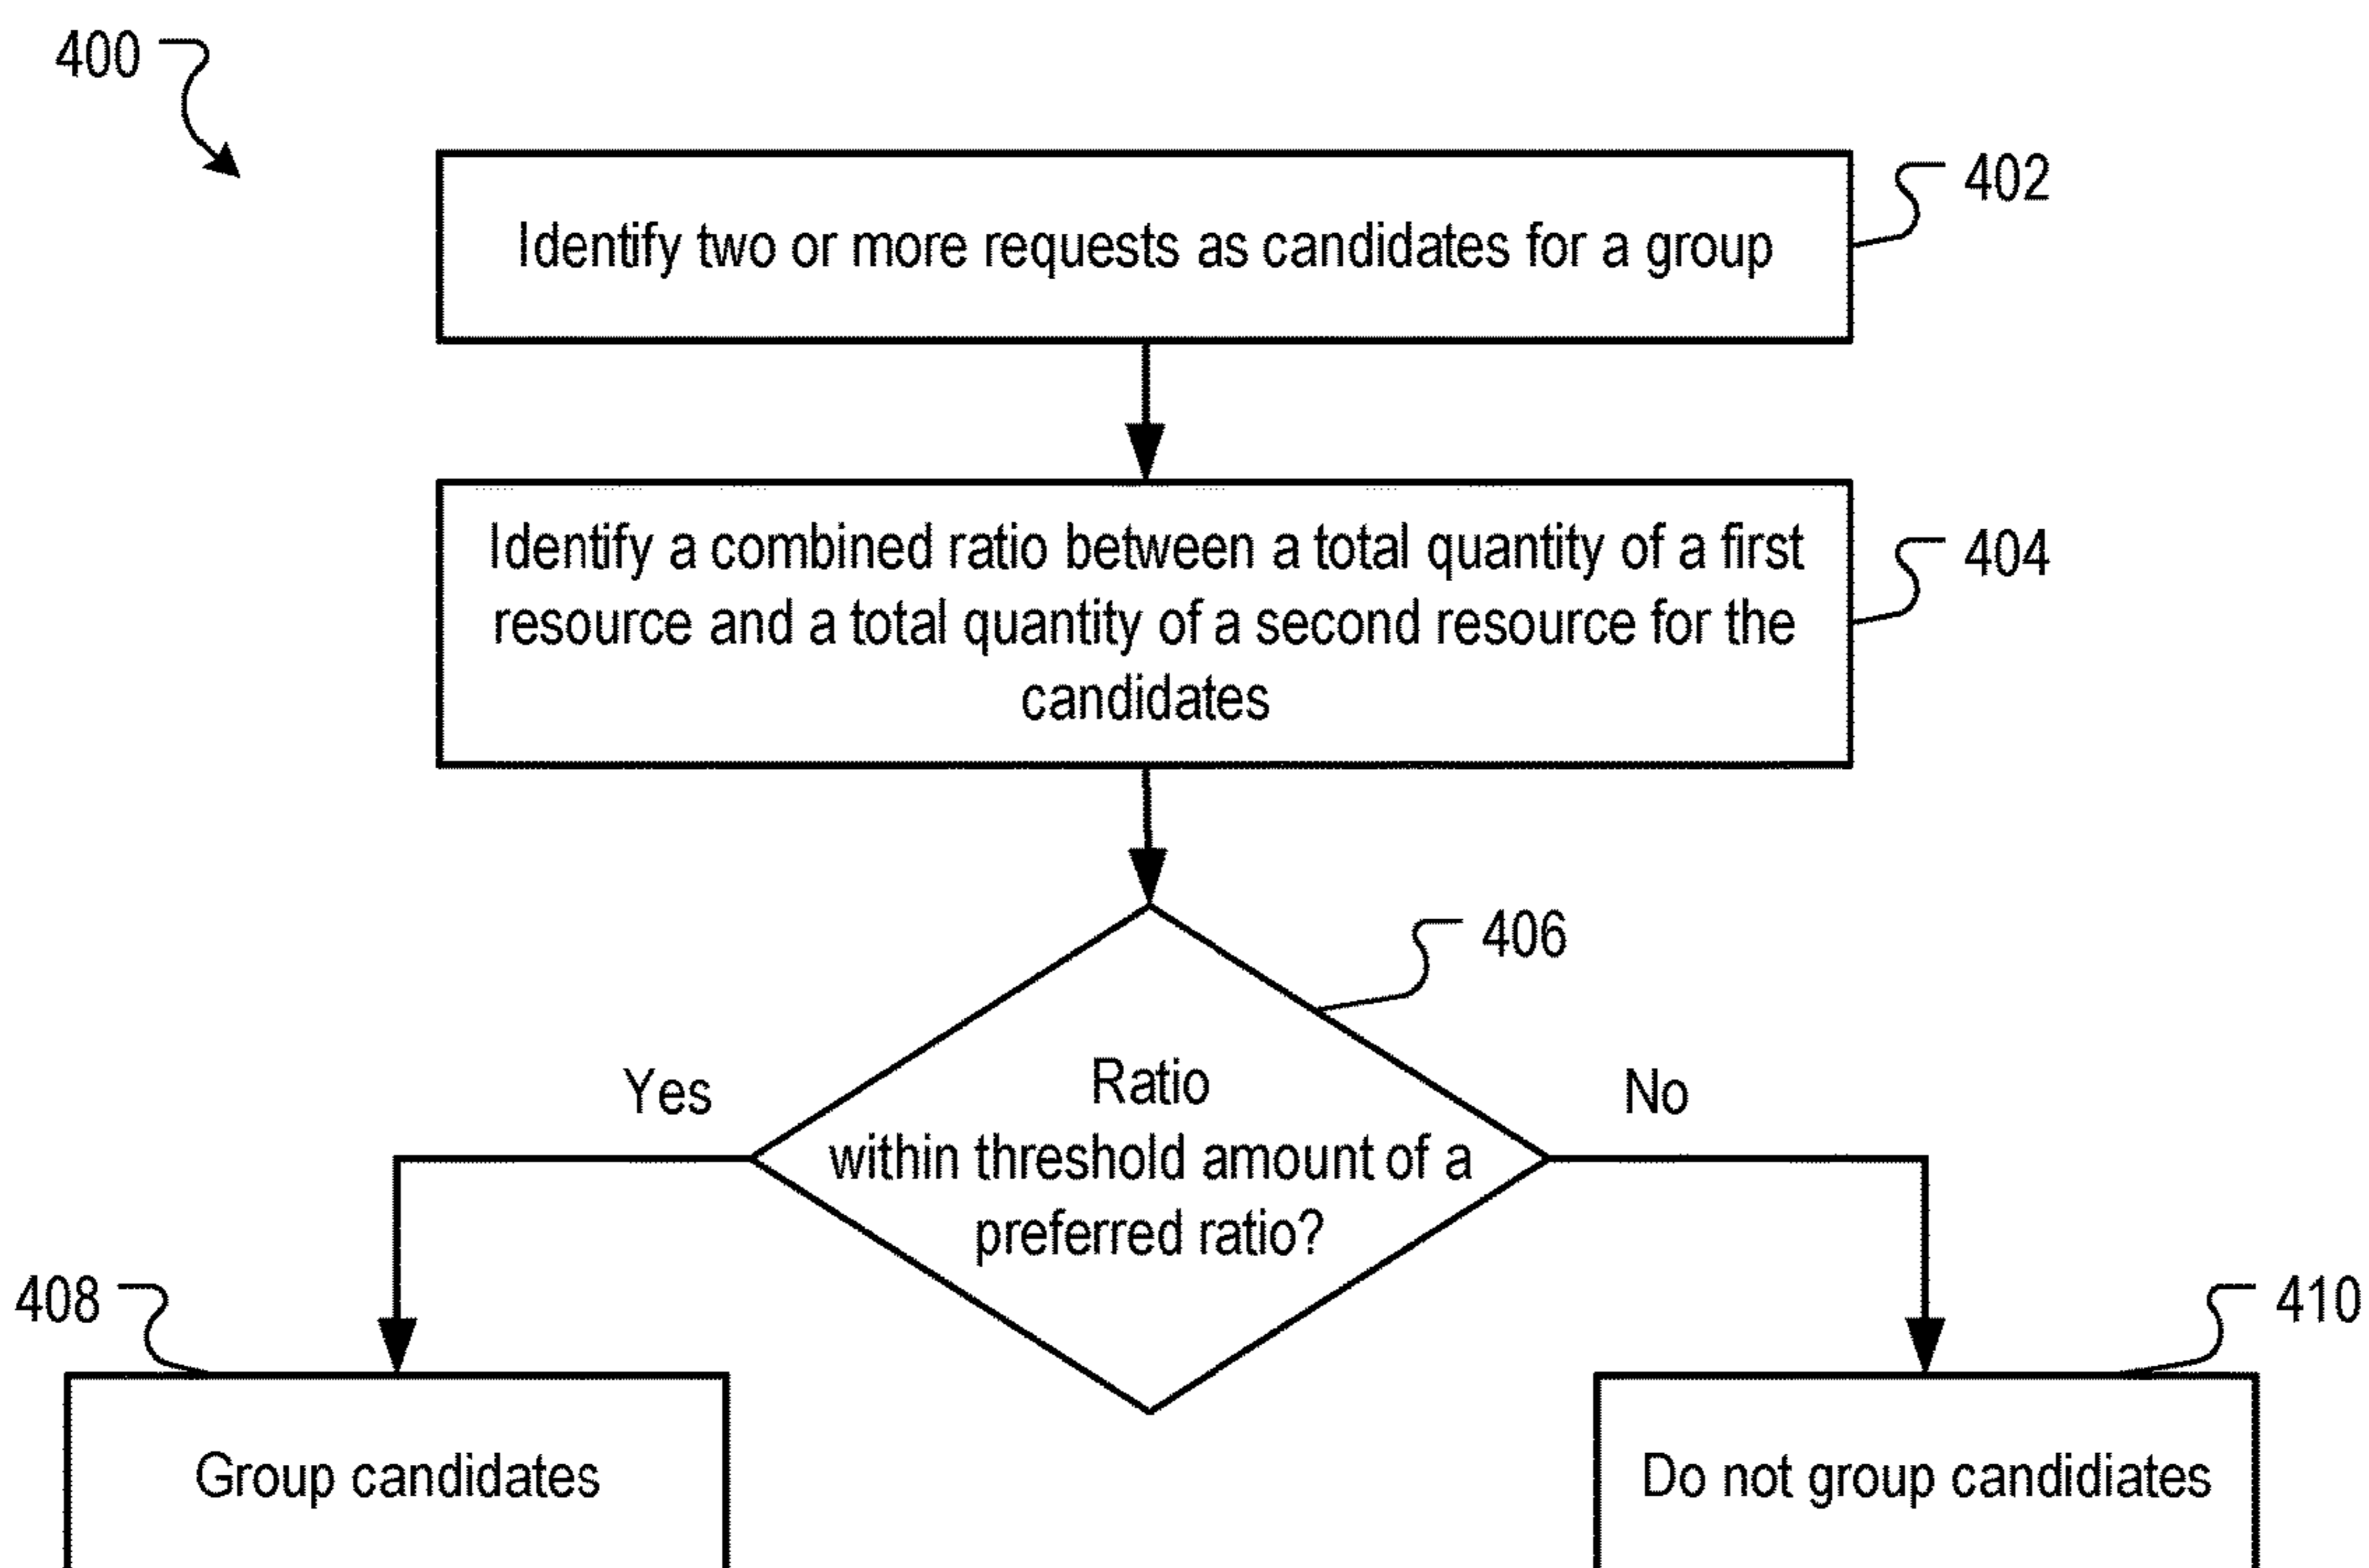 400
402
Identify two or more requests as candidates for a group
404
Identify a combined ratio between a total quantity of a first
resource and a total quantity of a second resource for the
candidates
406
Yes
No
Ratio
within threshold amount of a
preferred ratio?
408
410
Group candidates
Do not group candidiates